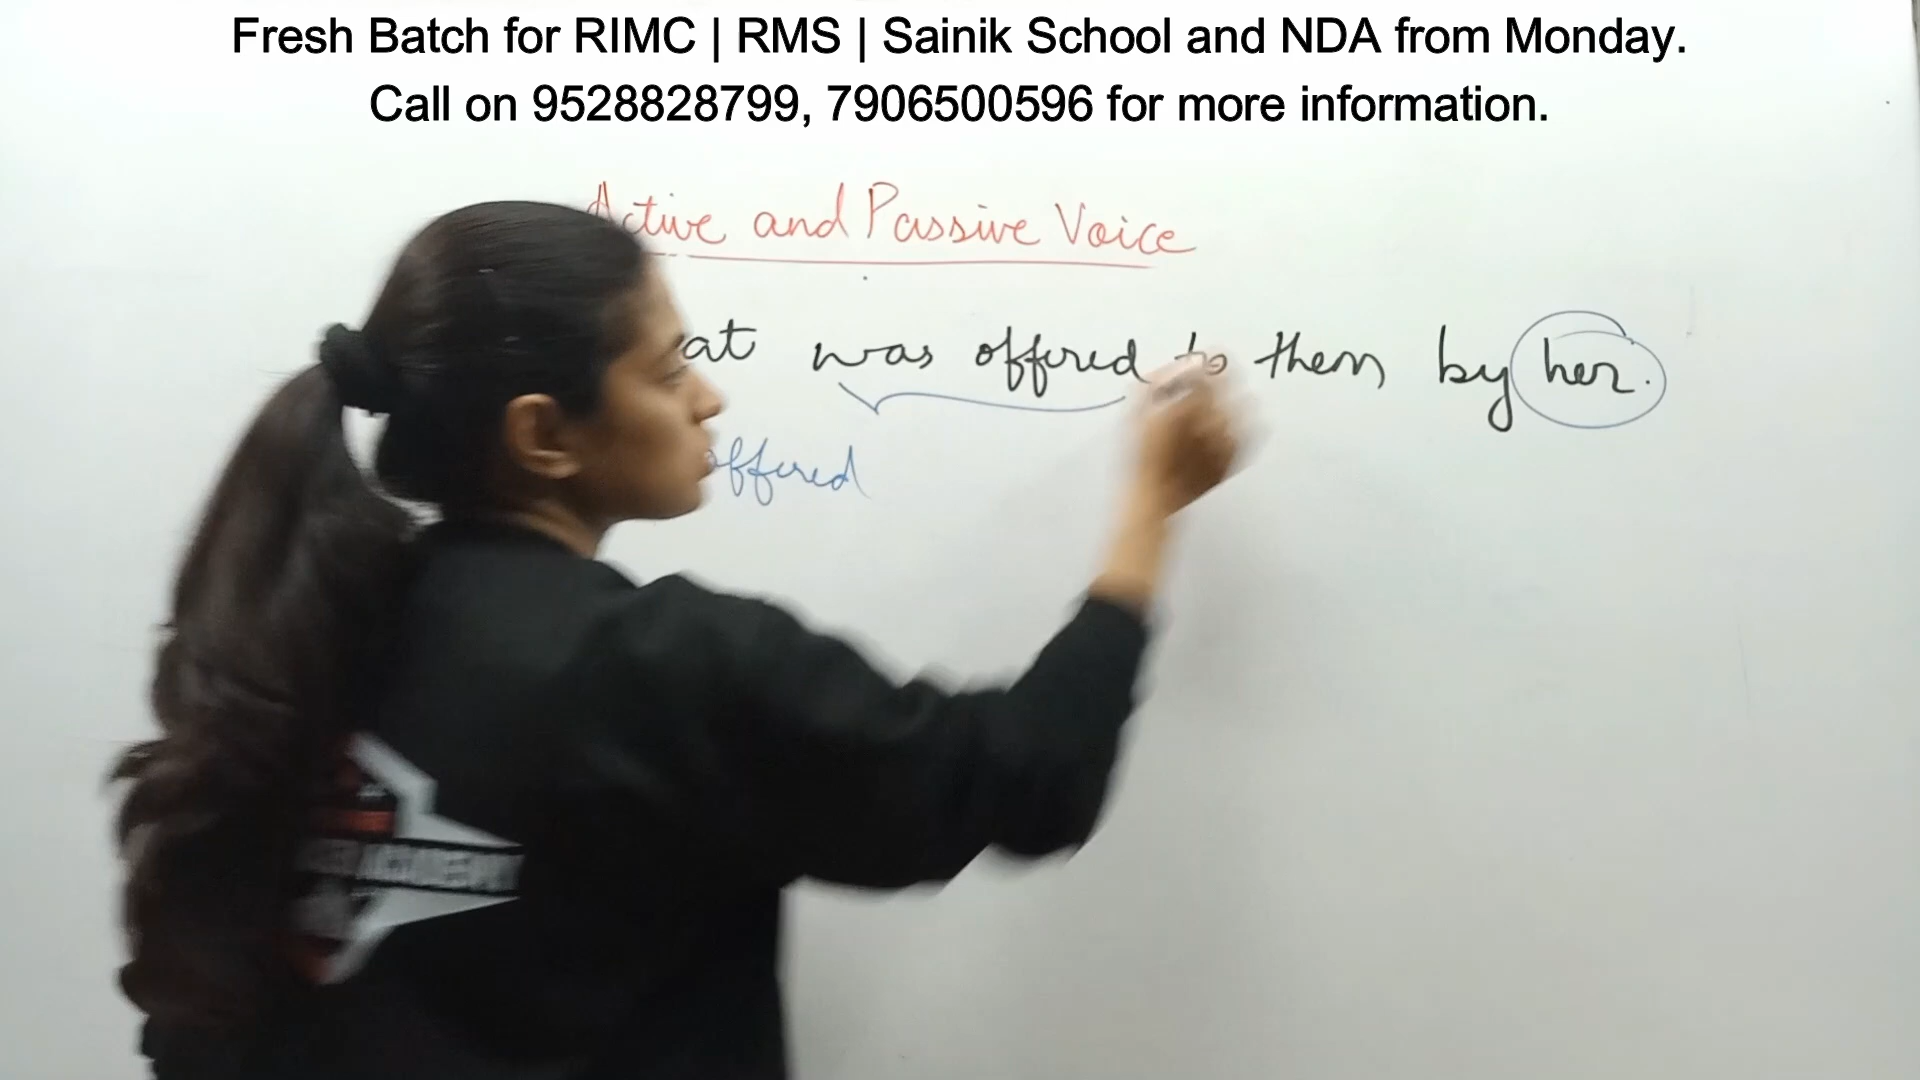 Fresh Batch for RIMC | RMS | Sainik School and NDA from Monday.
Call on 9528828799, 7906500596 for more information.
Active and Passive Voice
at was offered to them by her.
offered